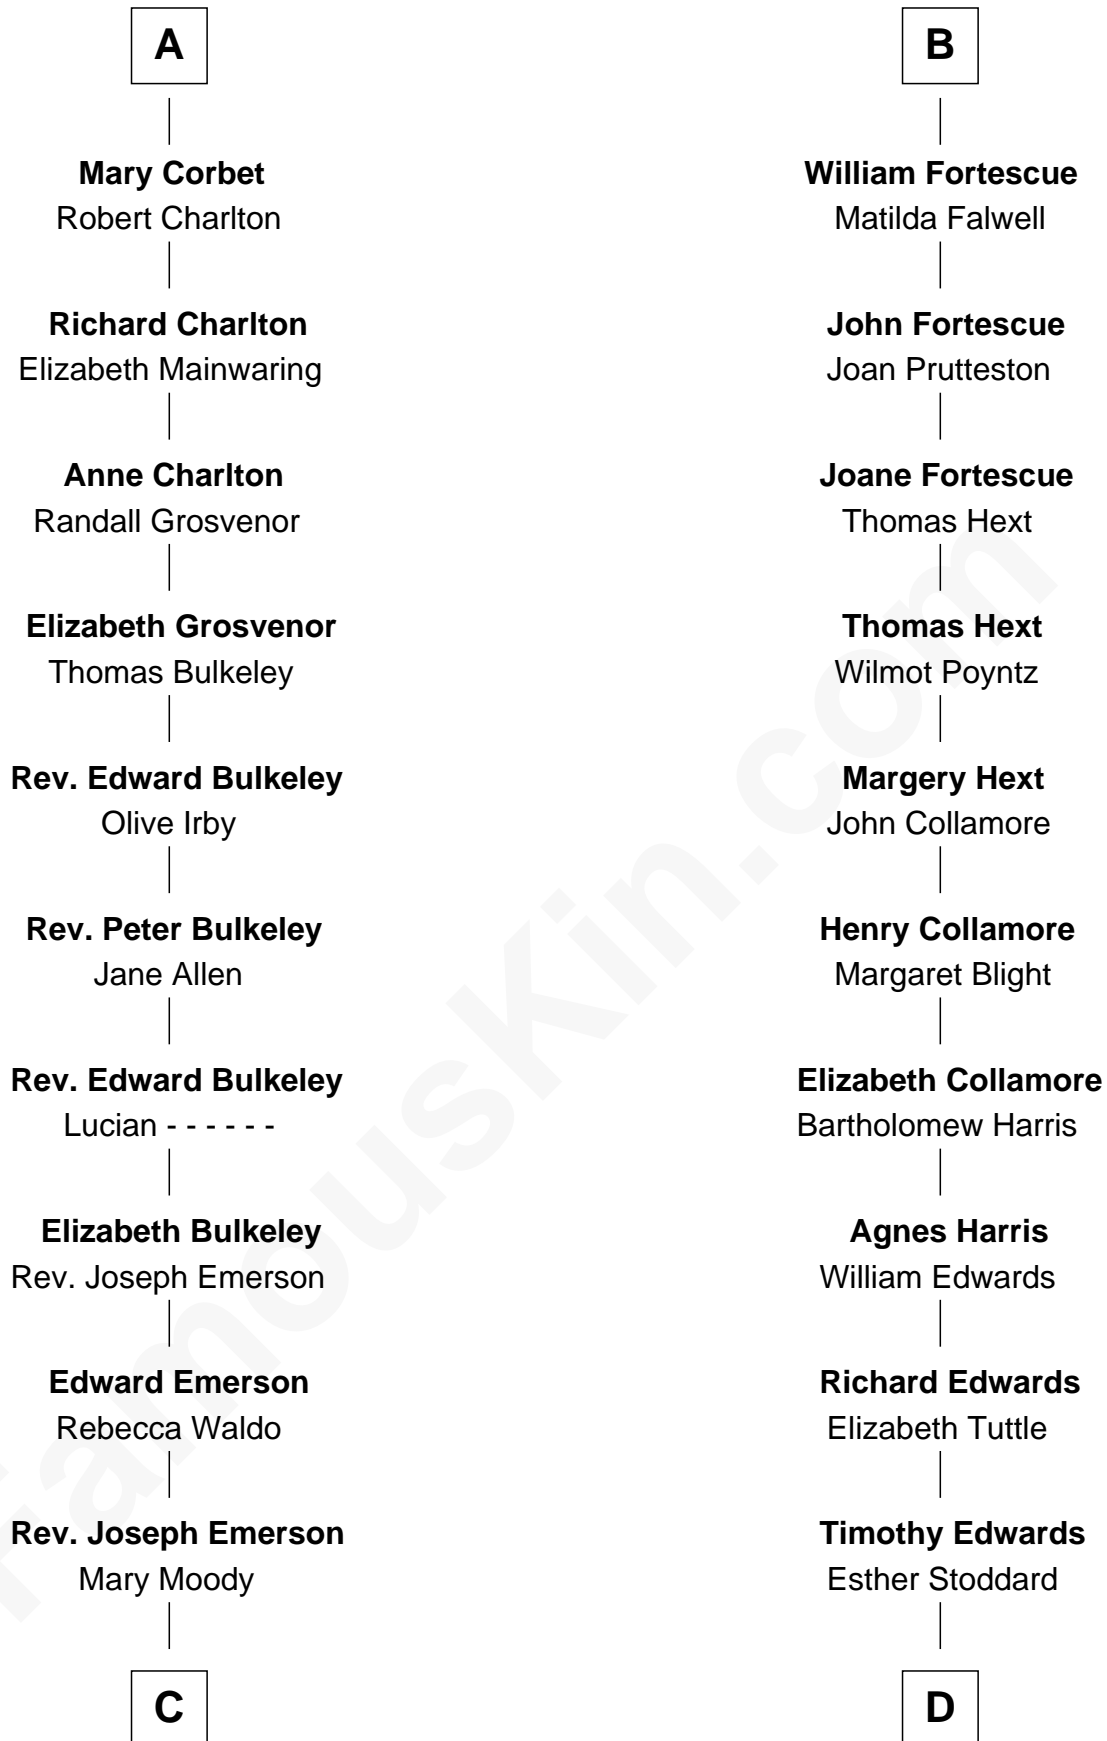 A
Mary Corbet
Robert Charlton
Richard Charlton
Elizabeth Mainwaring
Anne Charlton
Randall Grosvenor
Elizabeth Grosvenor
Thomas Bulkeley
Rev. Edward Bulkeley
Olive Irby
Rev. Peter Bulkeley
Jane Allen
Rev. Edward Bulkeley
Lucian - - - - - -
Elizabeth Bulkeley
Rev. Joseph Emerson
Edward Emerson
Rebecca Waldo
Rev. Joseph Emerson
Mary Moody
C
B
William Fortescue
Matilda Falwell
John Fortescue
Joan Prutteston
Joane Fortescue
Thomas Hext
Thomas Hext
Wilmot Poyntz
Margery Hext
John Collamore
Henry Collamore
Margaret Blight
Elizabeth Collamore
Bartholomew Harris
Agnes Harris
William Edwards
Richard Edwards
Elizabeth Tuttle
Timothy Edwards
Esther Stoddard
D
FamousKin.com